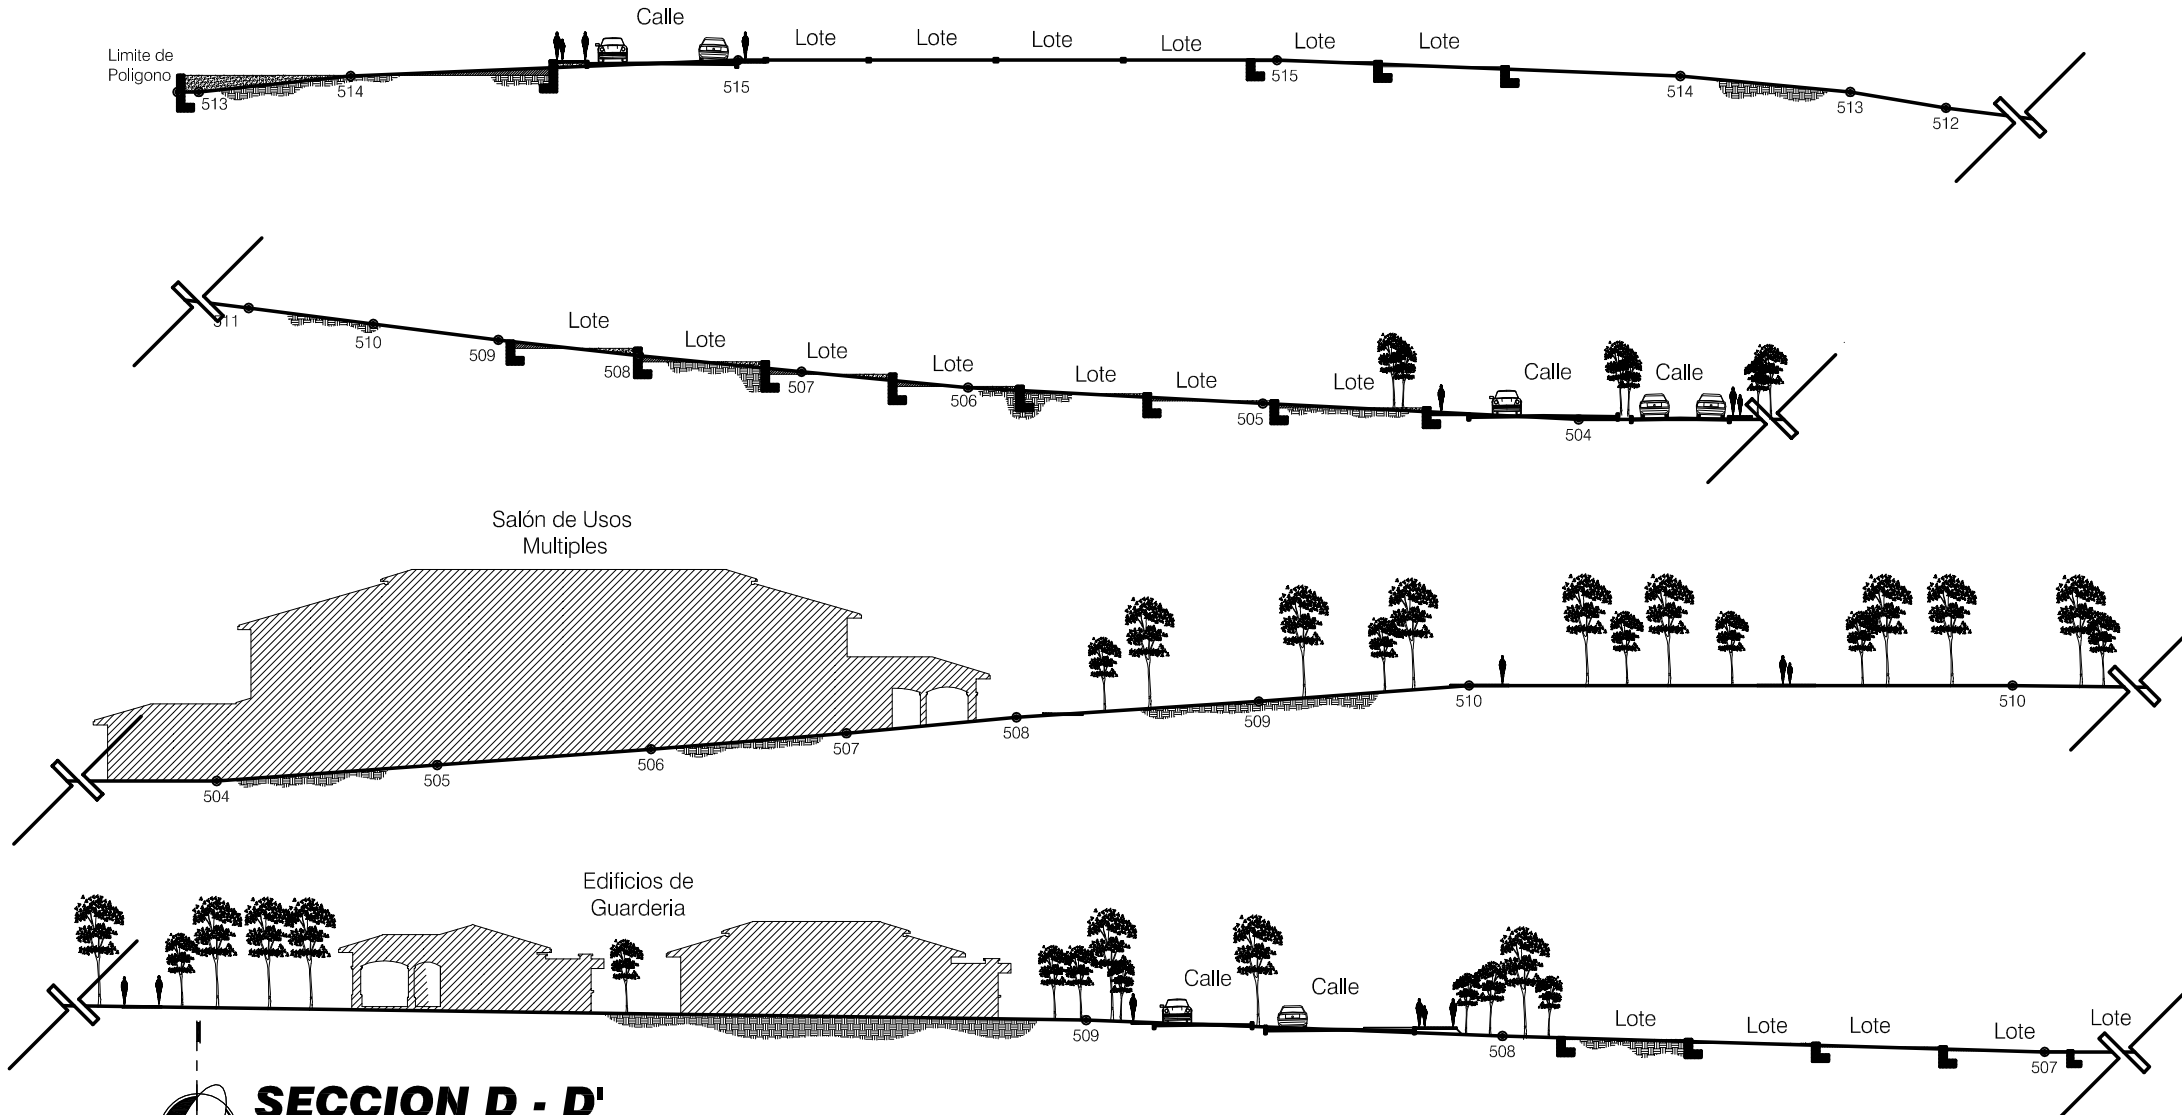 Calle
Lote
Lote
Lote
Lote
Lote
Lote
Limite de
Poligono
513
514
515
515
514
513
512
511
510
509
Lote
508
Lote
507
Lote
506
Lote
Lote
Lote
505
Lote
Calle
504
Calle
Salón de Usos
Multiples
504
505
506
507
508
509
510
510
Edificios de
Guarderia
509
Calle
Calle
508
Lote
Lote
Lote
Lote
507
Lote
SECCION D - D'